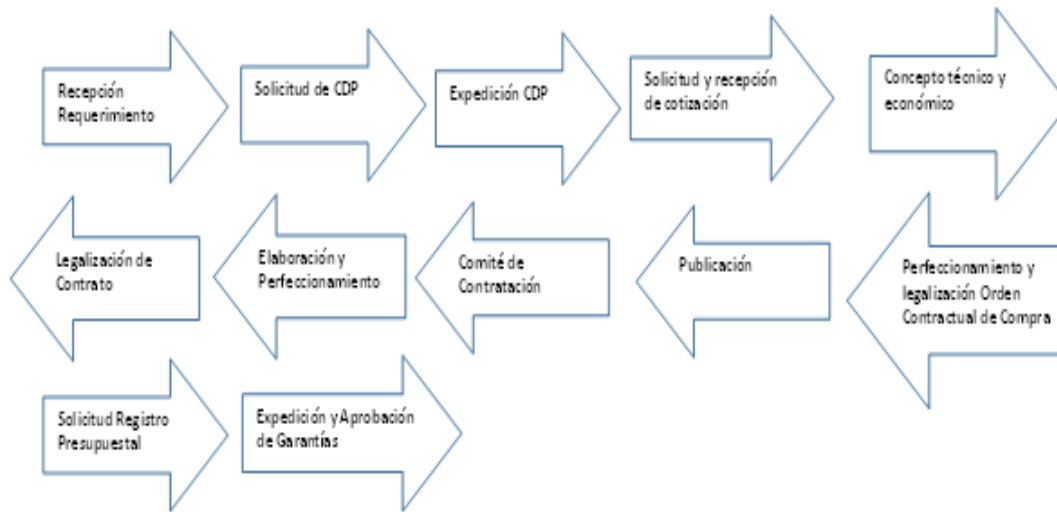 Recepción
Requerimiento
Solicitud de CDP
Expedición CDP
Solicitud y recepción
de cotización
Concepto técnico y
económico
Perfeccionamiento y
legalización Orden
Contractual de Compra
Publicación
Comité de
Contratación
Elaboración y
Perfeccionamiento
Legalización de
Contrato
Solicitud Registro
Presupuestal
Expedición y Aprobación
de Garantías